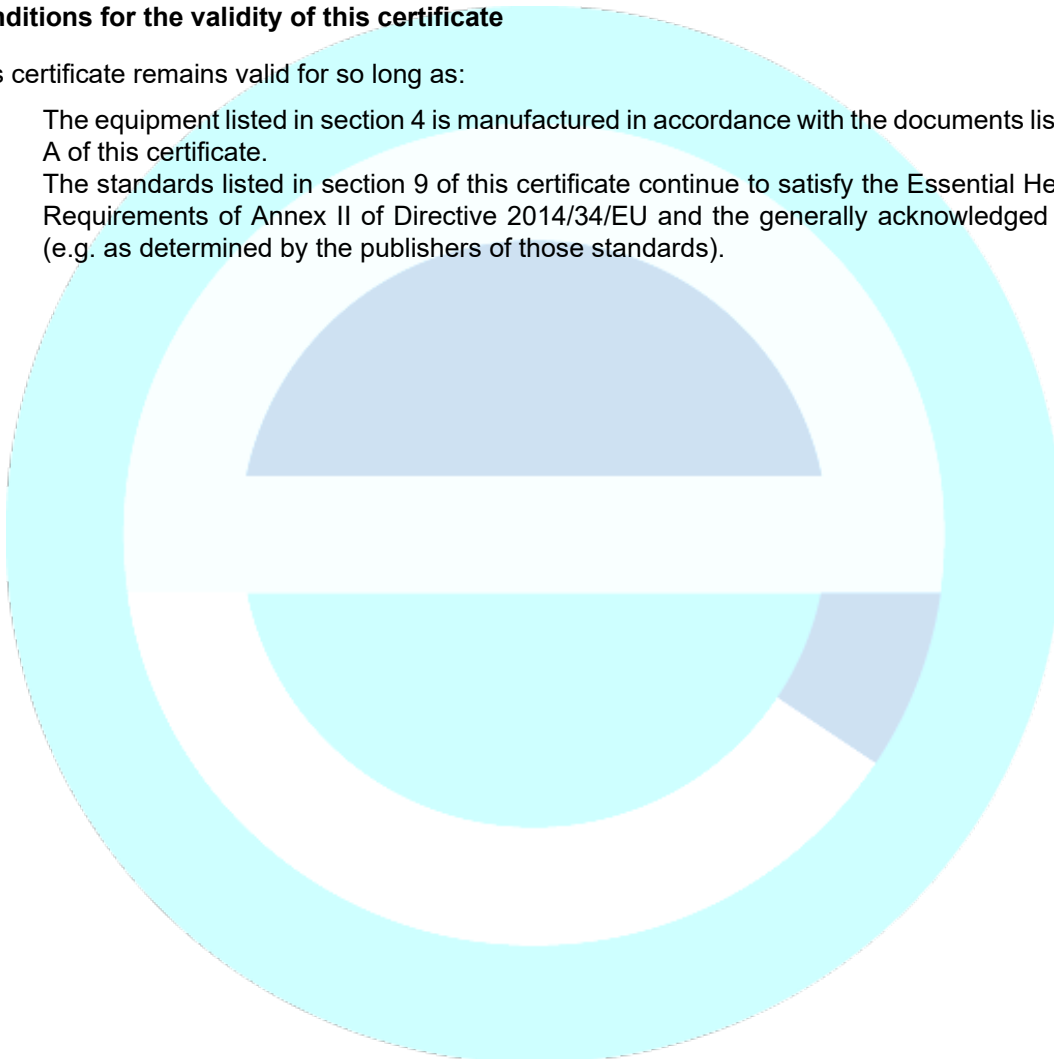 nditions for the validity of this certificate
s certificate remains valid for so long as:
The equipment listed in section 4 is manufactured in accordance with the documents lis
A of this certificate.
The standards listed in section 9 of this certificate continue to satisfy the Essential He
Requirements of Annex II of Directive 2014/34/EU and the generally acknowledged
(e.g. as determined by the publishers of those standards).